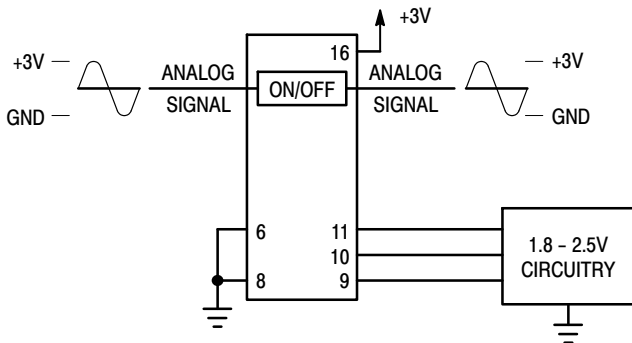 +3V
16
+3V
ANALOG
SIGNAL
ON/OFF
ANALOG
SIGNAL
+3V
GND
GND
6
11
8
10
9
1.8 – 2.5V
CIRCUITRY